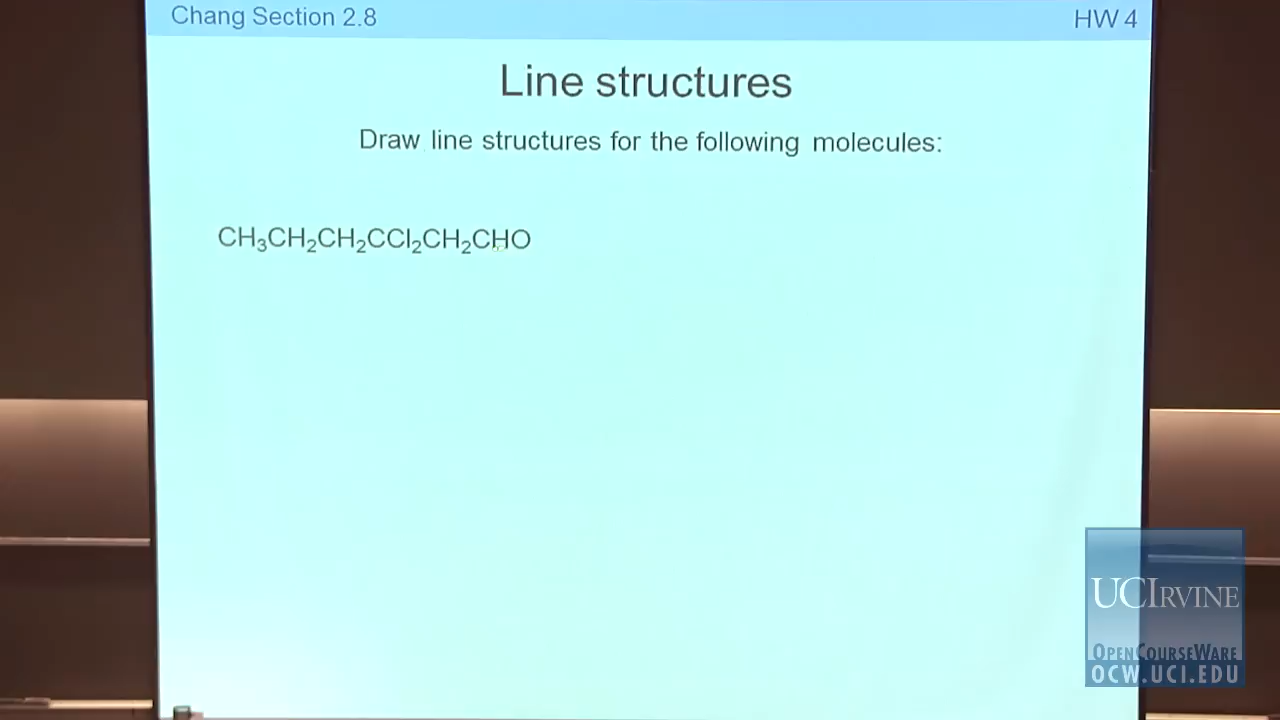 Chang Section 2.8
HW 4
Line structures
Draw line structures for the following molecules:
CH₃CH₂CH₂CCl₂CH₂CHO
UCIRVINE
OPENCOURSEWARE
OCW.UCI.EDU